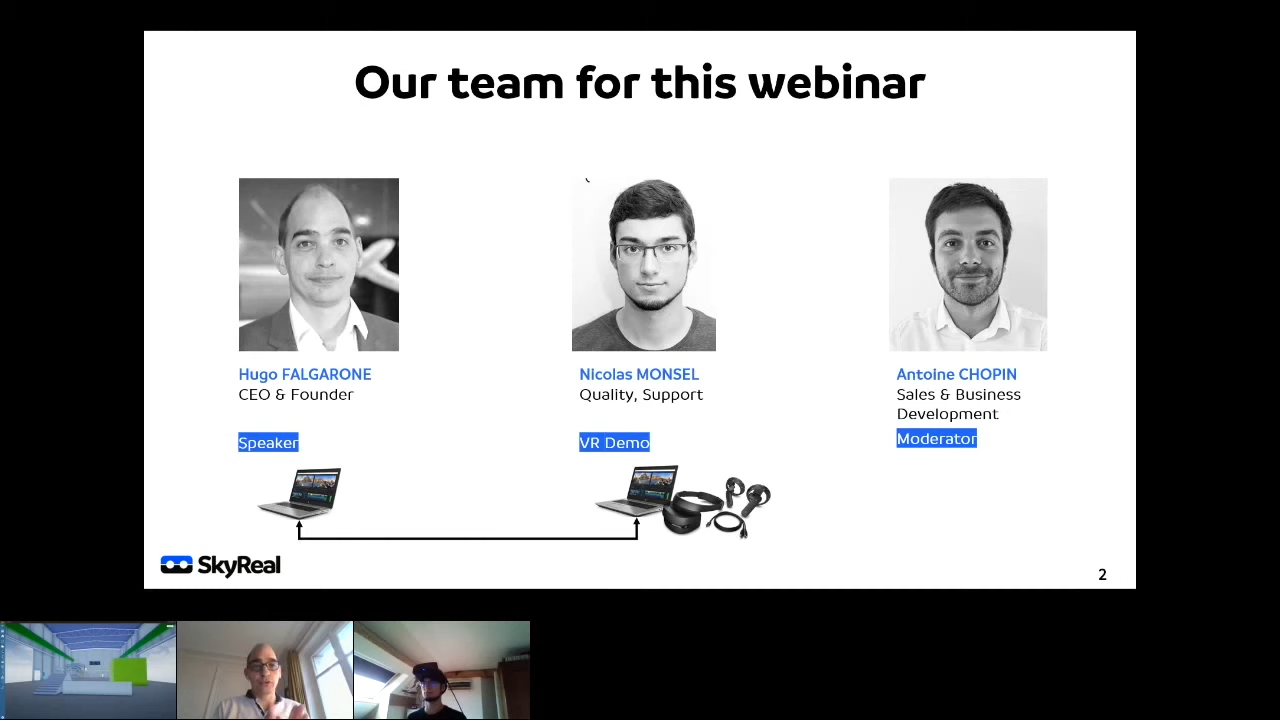 Our team for this webinar
Hugo FALGARONE
CEO & Founder
Speaker
Nicolas MONSEL
Quality, Support
VR Demo
Antoine CHOPIN
Sales & Business
Development
Moderator
SkyReal
2